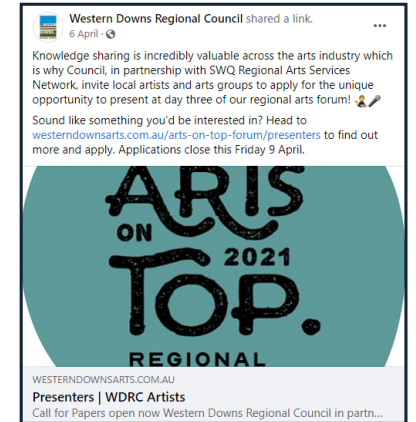 Western Downs Regional Council shared a link.
6 April ·
Knowledge sharing is incredibly valuable across the arts industry which
is why Council, in partnership with SWQ Regional Arts Services
Network, invite local artists and arts groups to apply for the unique
opportunity to present at day three of our regional arts forum! 🤦🎤
Sound like something you'd be interested in? Head to
westerndownsarts.com.au/arts-on-top-forum/presenters to find out
more and apply. Applications close this Friday 9 April.
ARTS
ON
2021
TOP.
REGIONAL
WESTERNDOWNSARTS.COM.AU
Presenters | WDRC Artists
Call for Papers open now Western Downs Regional Council in partn...